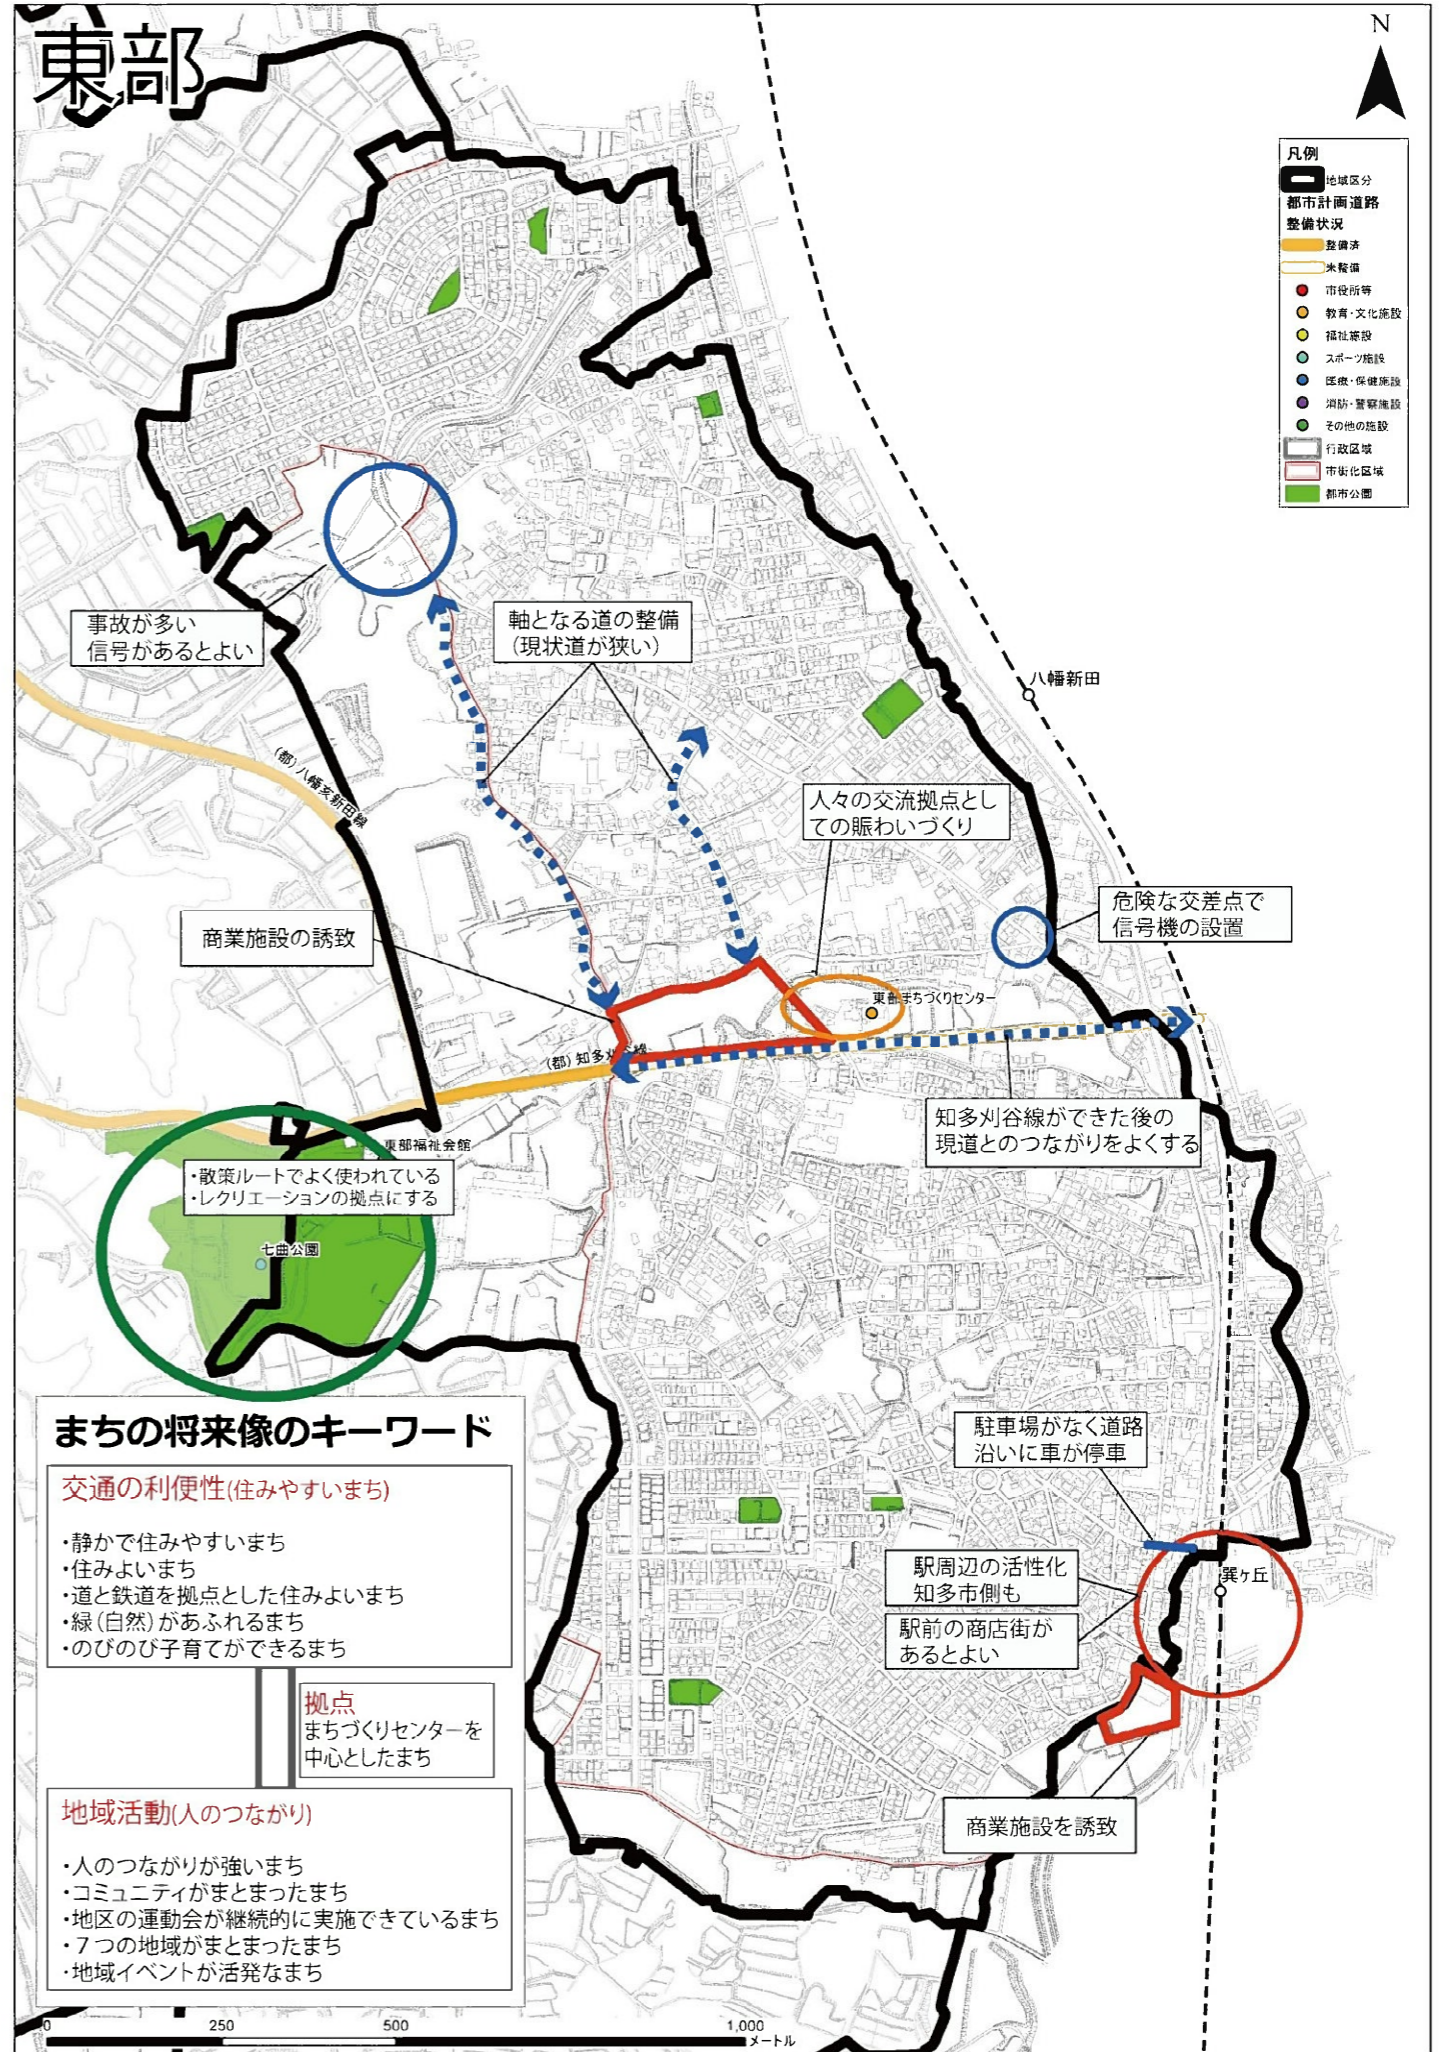 東部
N
凡例
地域区分
都市計画道路
整備状況
整備済
未整備
市役所等
教育・文化施設
福祉施設
スポーツ施設
医療・保健施設
消防・警察施設
その他の施設
行政区域
市街化区域
都市公園
事故が多い
信号があるとよい
軸となる道の整備
(現状道が狭い)
八幡新田
(都)八幡亥新田線
人々の交流拠点とし
ての賑わいづくり
危険な交差点で
信号機の設置
商業施設の誘致
東部まちづくりセンター
(都)知多刈谷線
知多刈谷線ができた後の
現道とのつながりをよくする
東部福祉会館
・散策ルートでよく使われている
・レクリエーションの拠点にする
七曲公園
まちの将来像のキーワード
交通の利便性(住みやすいまち)
・静かで住みやすいまち
・住みよいまち
・道と鉄道を拠点とした住みよいまち
・緑(自然)があふれるまち
・のびのび子育てができるまち
拠点
まちづくりセンターを
中心としたまち
地域活動(人のつながり)
・人のつながりが強いまち
・コミュニティがまとまったまち
・地区の運動会が継続的に実施できているまち
・７つの地域がまとまったまち
・地域イベントが活発なまち
駐車場がなく道路
沿いに車が停車
駅周辺の活性化
知多市側も
巽ヶ丘
駅前の商店街が
あるとよい
商業施設を誘致
0 250 500 1,000
メートル